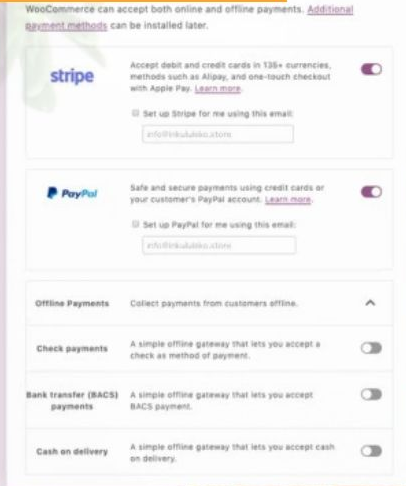 WooCommerce can accept both online and offline payments. Additional
payment methods can be installed later.
stripe
Accept debit and credit cards in 135+ currencies,
methods such as Alipay, and one-touch checkout
with Apple Pay. Learn more.
Set up Stripe for me using this email:
PayPal
Safe and secure payments using credit cards or
your customer's PayPal account. Learn more.
Set up PayPal for me using this email:
Offline Payments
Collect payments from customers offline.
Check payments
A simple offline gateway that lets you accept a
check as method of payment.
Bank transfer (BACS)
payments
A simple offline gateway that lets you accept
BACS payment.
Cash on delivery
A simple offline gateway that lets you accept cash
on delivery.